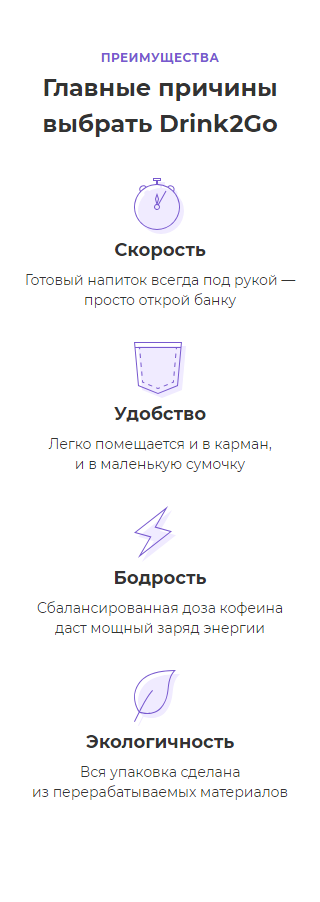 ПРЕИМУЩЕСТВА
Главные причины
выбрать Drink2Go
Скорость
Готовый напиток всегда под рукой —
просто открой банку
Удобство
Легко помещается и в карман,
и в маленькую сумочку
Бодрость
Сбалансированная доза кофеина
даст мощный заряд энергии
Экологичность
Вся упаковка сделана
из перерабатываемых материалов